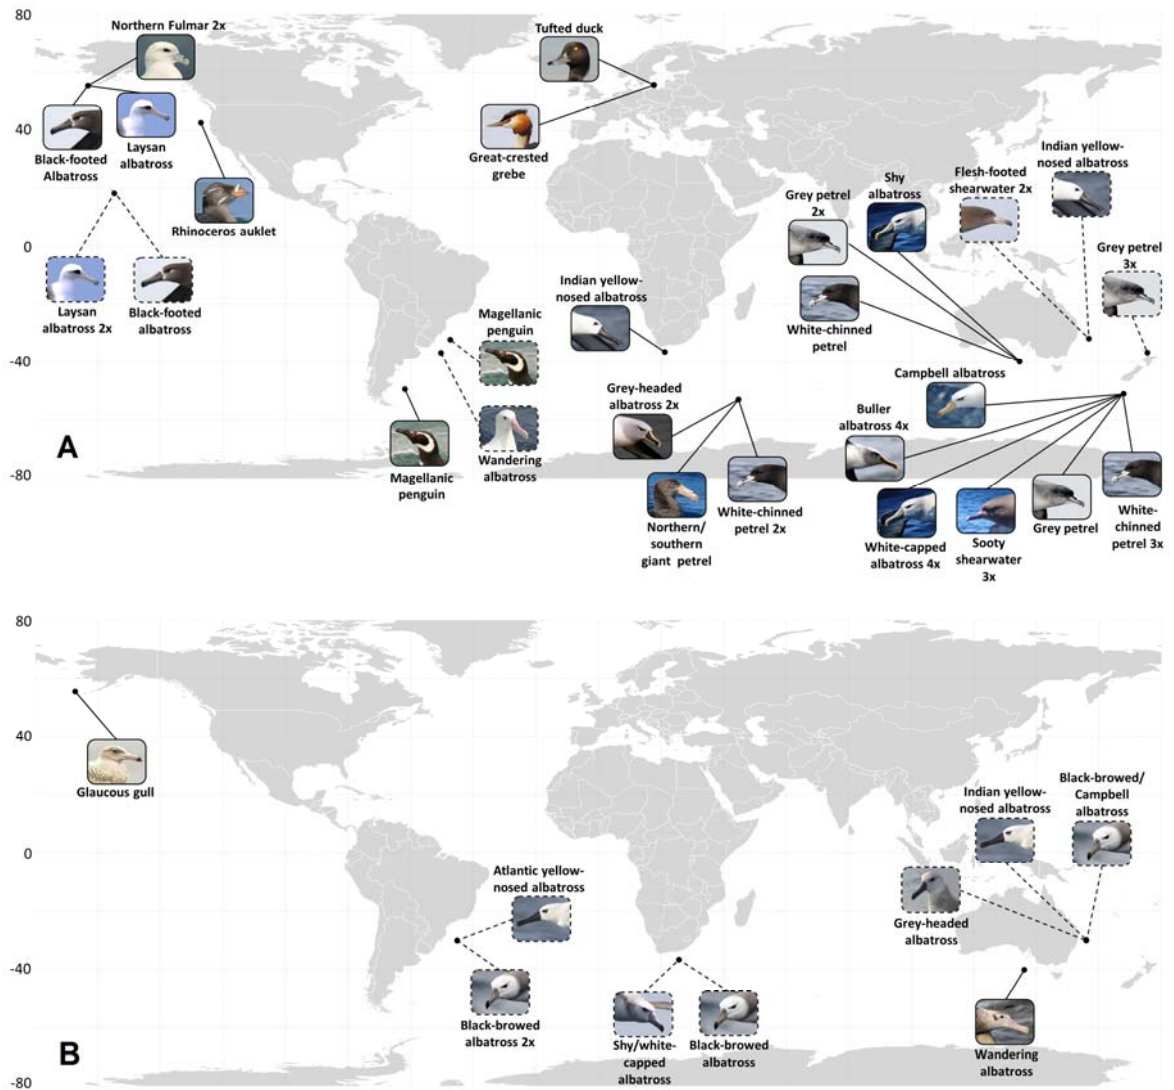 80
40
0
-40
-80
A
Northern Fulmar 2x
Black-footed
Albatross
Laysan
albatross
Rhinoceros auklet
Laysan
albatross 2x
Black-footed
albatross
Tufted duck
Great-crested
grebe
Magellanic
penguin
Magellanic
penguin
Wandering
albatross
Indian yellow-
nosed albatross
Grey petrel
2x
Shy
albatross
Flesh-footed
shearwater 2x
Indian yellow-
nosed albatross
Grey petrel
3x
White-chinned
petrel
Grey-headed
albatross 2x
Northern/
southern
giant petrel
White-chinned
petrel 2x
Campbell albatross
Buller
albatross 4x
White-capped
albatross 4x
Sooty
shearwater
3x
Grey petrel
White-
chinned
petrel 3x
80
40
0
-40
-80
B
Glaucous gull
Atlantic yellow-
nosed albatross
Black-browed
albatross 2x
Shy/white-
capped
albatross
Black-browed
albatross
Indian yellow-
nosed albatross
Black-browed/
Campbell
albatross
Grey-headed
albatross
Wandering
albatross